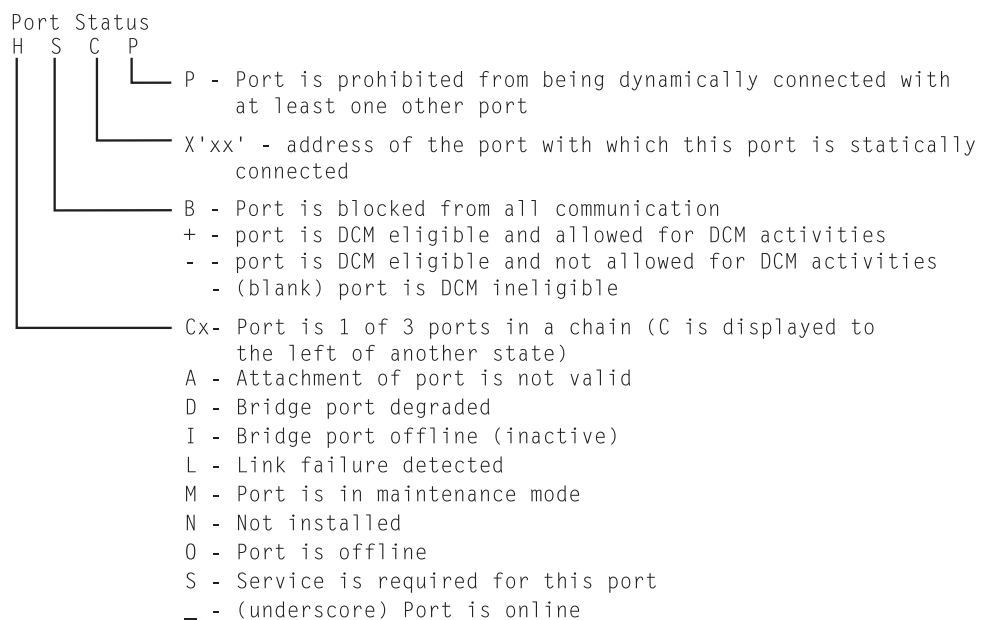 Port Status
H S C P
P - Port is prohibited from being dynamically connected with
at least one other port
X'xx' - address of the port with which this port is statically
connected
B - Port is blocked from all communication
+ - port is DCM eligible and allowed for DCM activities
- - port is DCM eligible and not allowed for DCM activities
- (blank) port is DCM ineligible
Cx- Port is 1 of 3 ports in a chain (C is displayed to
the left of another state)
A - Attachment of port is not valid
D - Bridge port degraded
I - Bridge port offline (inactive)
L - Link failure detected
M - Port is in maintenance mode
N - Not installed
O - Port is offline
S - Service is required for this port
_ - (underscore) Port is online